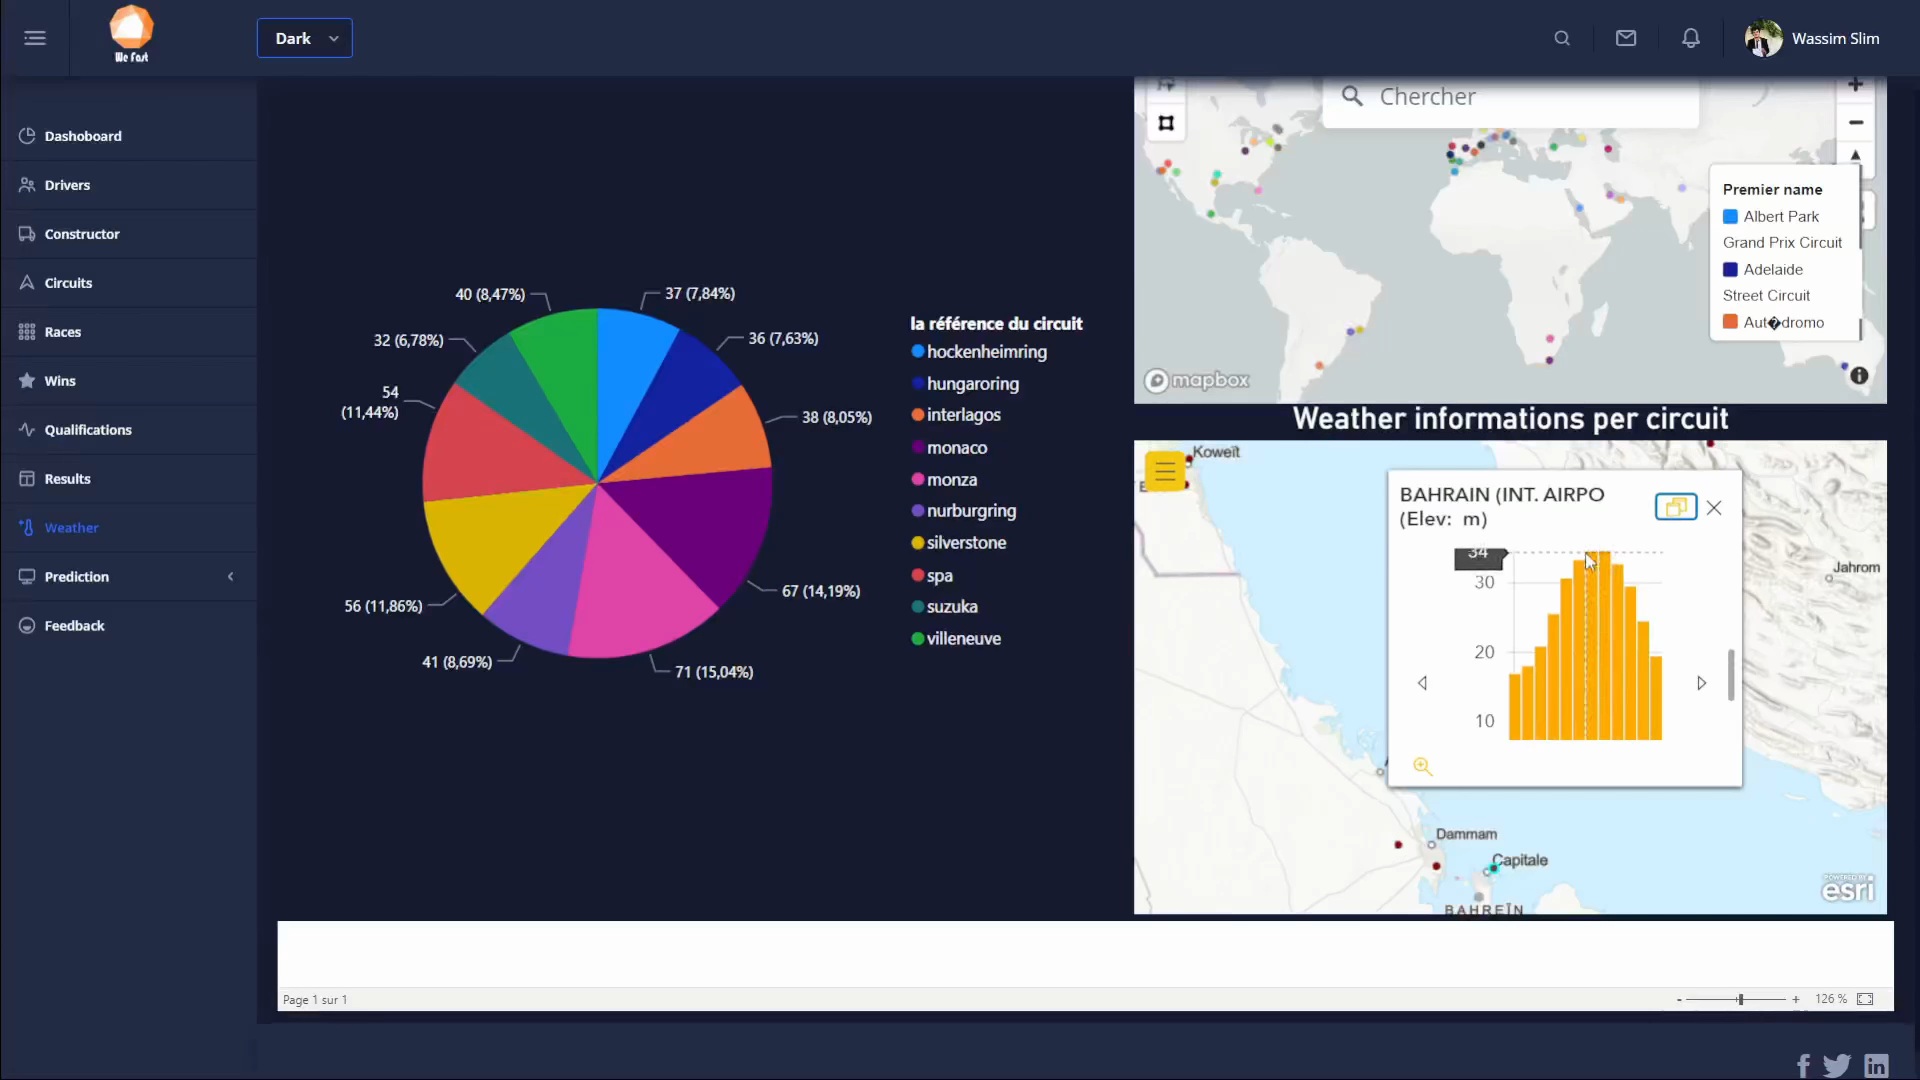 We Fast
Dark
Wassim Slim
Dashoboard
Drivers
Constructor
Circuits
Races
Wins
Qualifications
Results
Weather
Prediction
Feedback
40 (8,47%)
37 (7,84%)
32 (6,78%)
36 (7,63%)
54
(11,44%)
38 (8,05%)
56 (11,86%)
67 (14,19%)
41 (8,69%)
71 (15,04%)
la référence du circuit
hockenheimring
hungaroring
interlagos
monaco
monza
nurburgring
silverstone
spa
suzuka
villeneuve
Chercher
Premier name
Albert Park
Grand Prix Circuit
Adelaide
Street Circuit
Aut�dromo
mapbox
Weather informations per circuit
Koweït
BAHRAIN (INT. AIRPO
(Elev: m)
34
30
20
10
Jahrom
Dammam
Capitale
BAHREÏN
POWERED BY
esri
Page 1 sur 1
- + 126 %